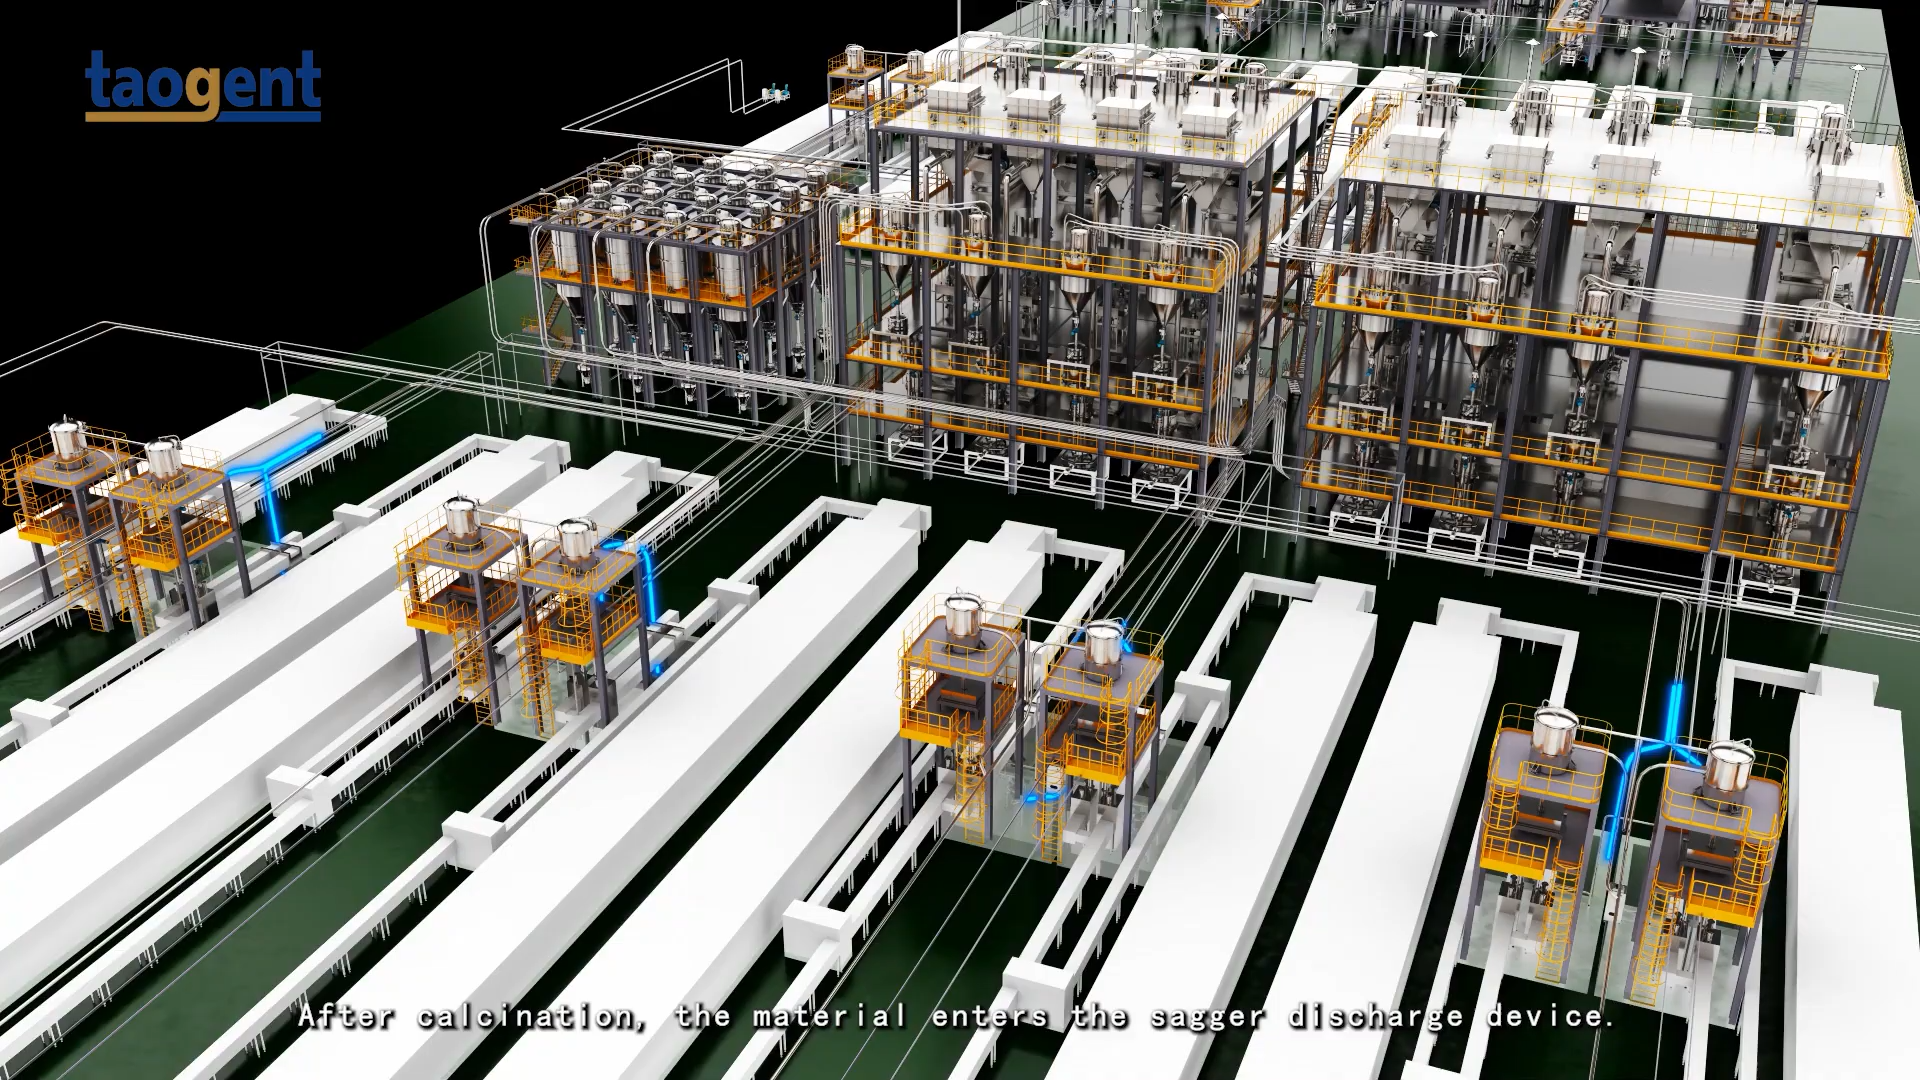 taogent
After calcination, the material enters the sagger discharge device.